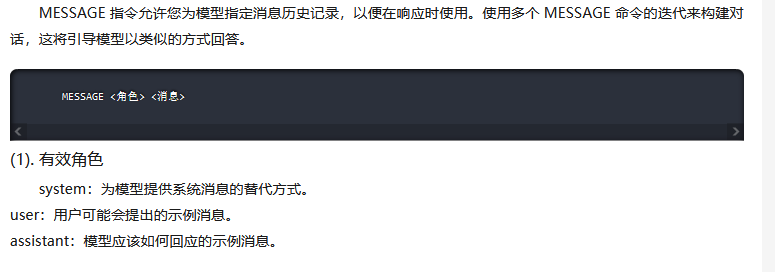 MESSAGE 指令允许您为模型指定消息历史记录，以便在响应时使用。使用多个 MESSAGE 命令的迭代来构建对
话，这将引导模型以类似的方式回答。
MESSAGE <角色> <消息>
(1). 有效角色
system：为模型提供系统消息的替代方式。
user：用户可能会提出的示例消息。
assistant：模型应该如何回应的示例消息。